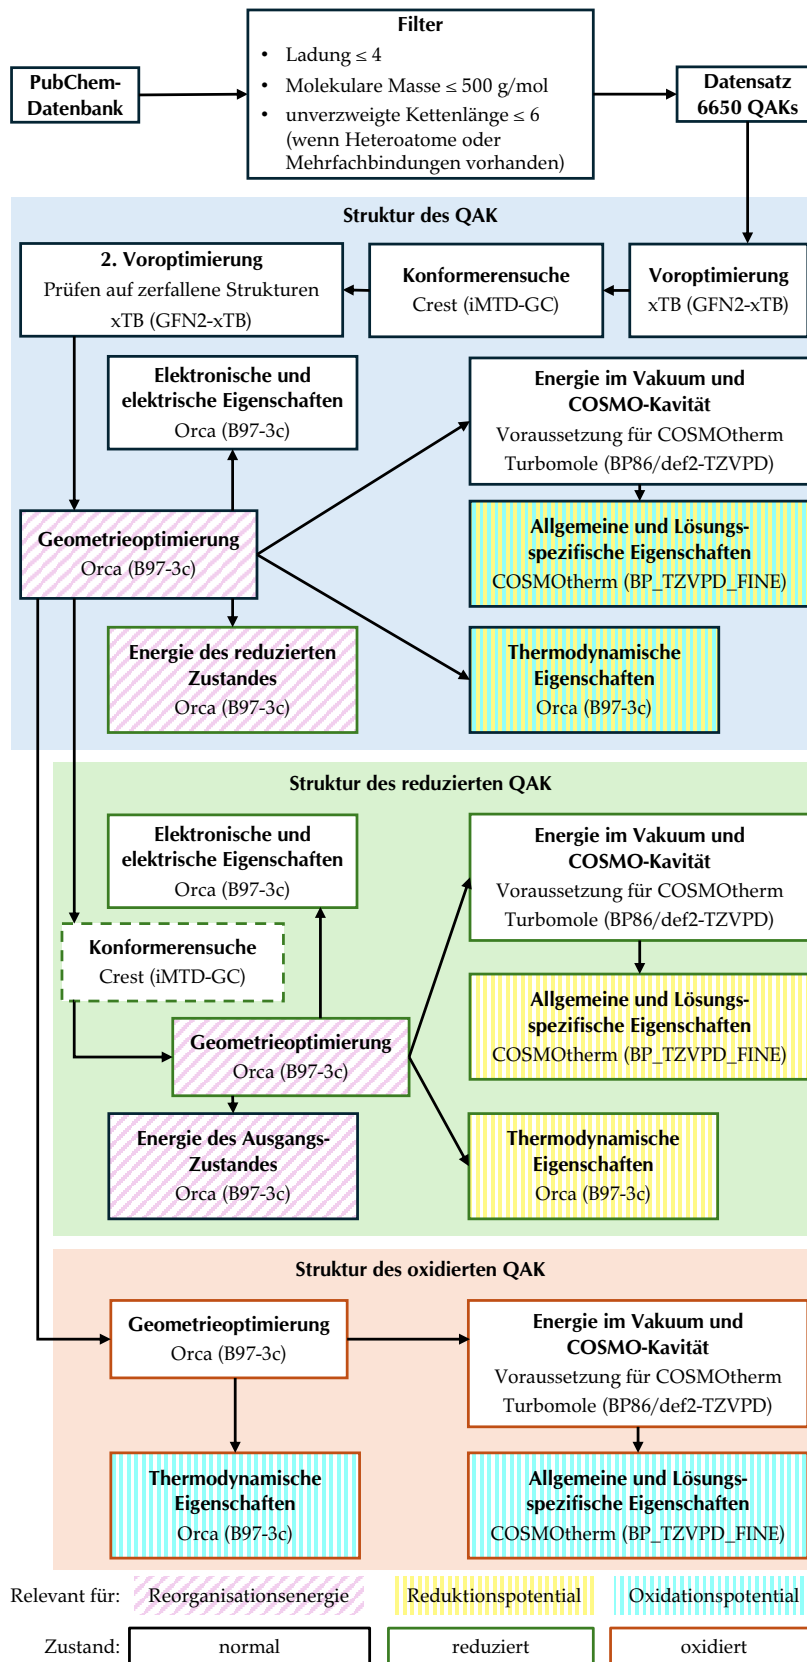 PubChem-
Datenbank
Filter
• Ladung ≤ 4
• Molekulare Masse ≤ 500 g/mol
• unverzweigte Kettenlänge ≤ 6
(wenn Heteroatome oder
Mehrfachbindungen vorhanden)
Datensatz
6650 QAKs
Struktur des QAK
2. Voroptimierung
Prüfen auf zerfallene Strukturen
xTB (GFN2-xTB)
Konformerensuche
Crest (iMTD-GC)
Voroptimierung
xTB (GFN2-xTB)
Elektronische und
elektrische Eigenschaften
Orca (B97-3c)
Energie im Vakuum und
COSMO-Kavität
Voraussetzung für COSMOtherm
Turbomole (BP86/def2-TZVPD)
Geometrieoptimierung
Orca (B97-3c)
Allgemeine und Lösungs-
spezifische Eigenschaften
COSMOtherm (BP_TZVPD_FINE)
Energie des reduzierten
Zustandes
Orca (B97-3c)
Thermodynamische
Eigenschaften
Orca (B97-3c)
Struktur des reduzierten QAK
Elektronische und
elektrische Eigenschaften
Orca (B97-3c)
Energie im Vakuum und
COSMO-Kavität
Voraussetzung für COSMOtherm
Turbomole (BP86/def2-TZVPD)
Konformerensuche
Crest (iMTD-GC)
Allgemeine und Lösungs-
spezifische Eigenschaften
COSMOtherm (BP_TZVPD_FINE)
Geometrieoptimierung
Orca (B97-3c)
Energie des Ausgangs-
Zustandes
Orca (B97-3c)
Thermodynamische
Eigenschaften
Orca (B97-3c)
Struktur des oxidierten QAK
Geometrieoptimierung
Orca (B97-3c)
Energie im Vakuum und
COSMO-Kavität
Voraussetzung für COSMOtherm
Turbomole (BP86/def2-TZVPD)
Thermodynamische
Eigenschaften
Orca (B97-3c)
Allgemeine und Lösungs-
spezifische Eigenschaften
COSMOtherm (BP_TZVPD_FINE)
Relevant für: Reorganisationsenergie Reduktionspotential Oxidationspotential
Zustand: normal reduziert oxidiert